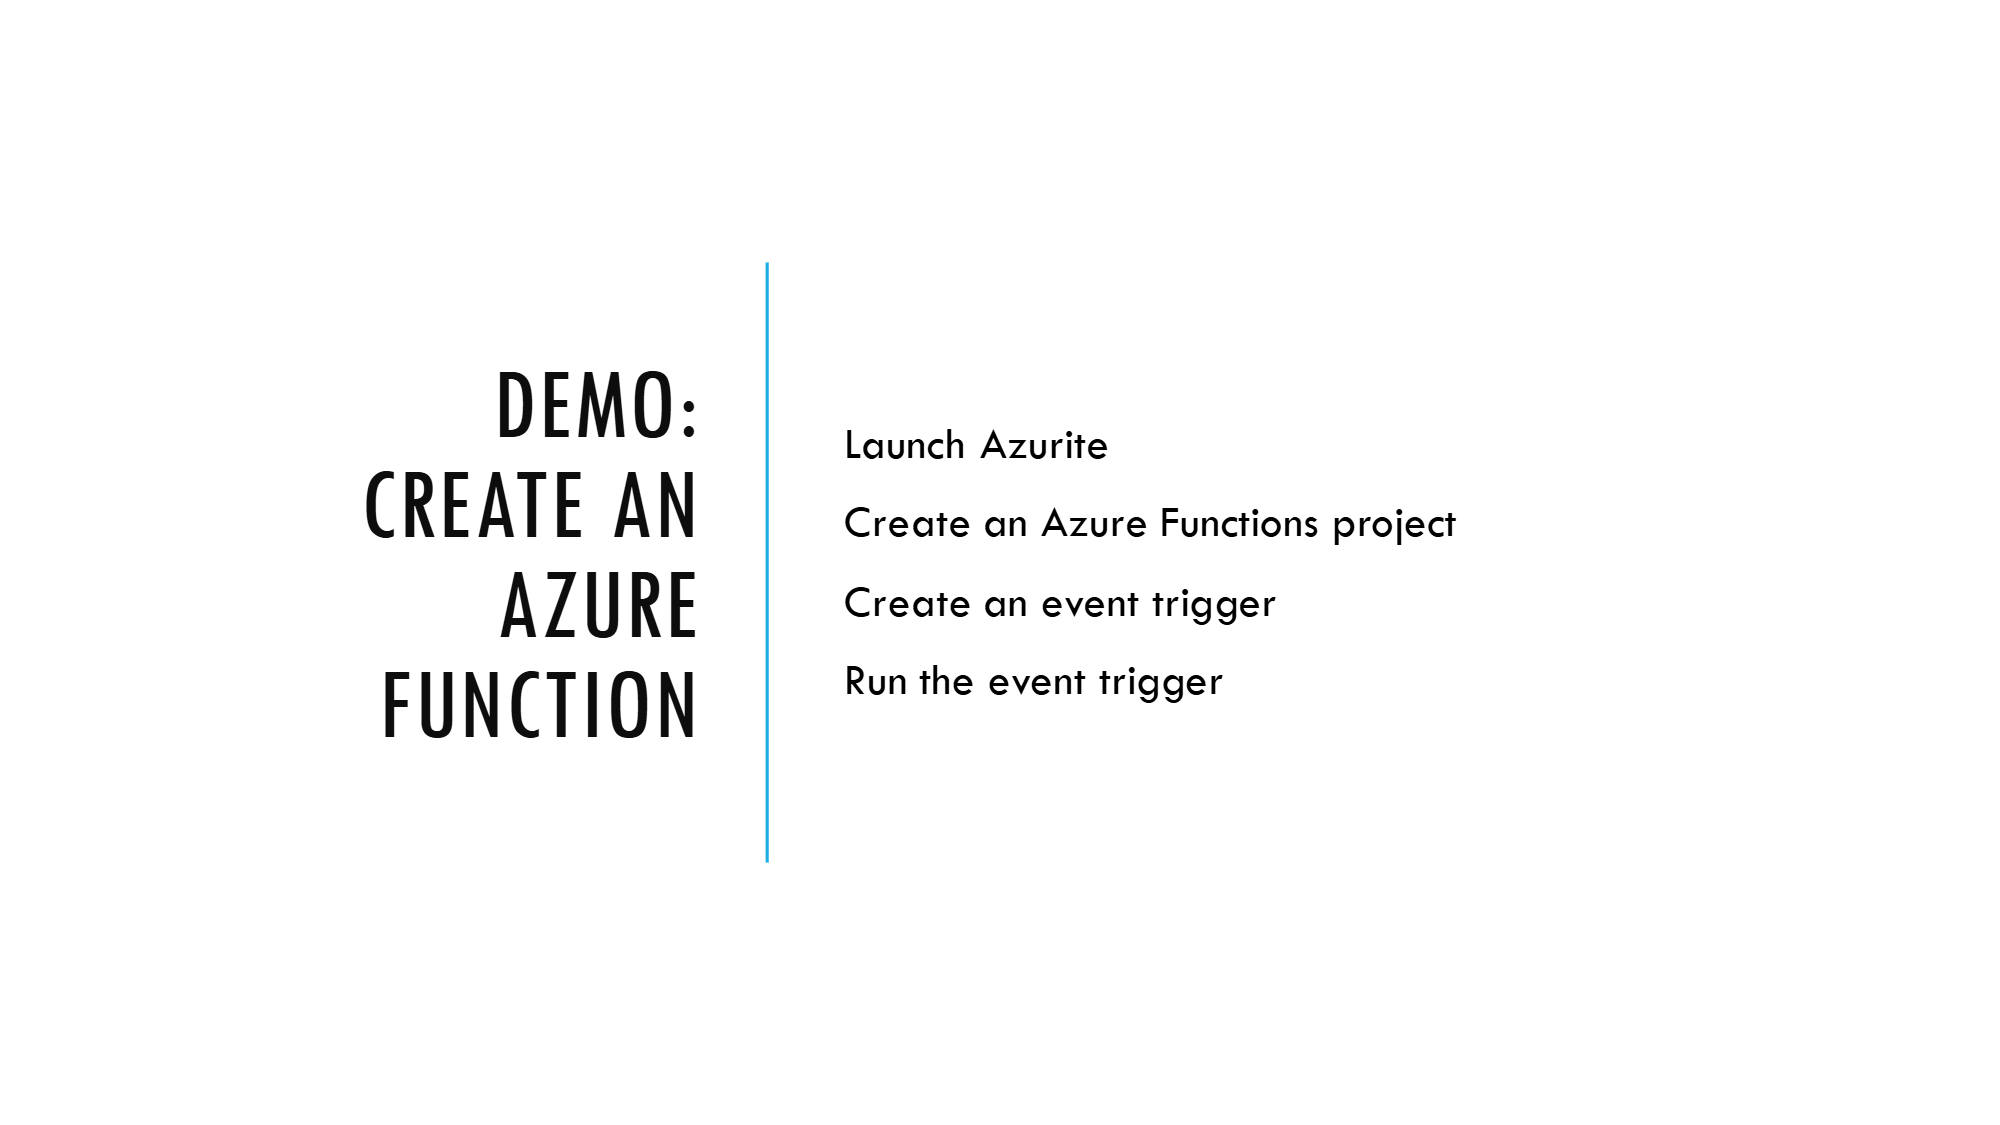 DEMO:
CREATE AN
AZURE
FUNCTION
Launch Azurite
Create an Azure Functions project
Create an event trigger
Run the event trigger